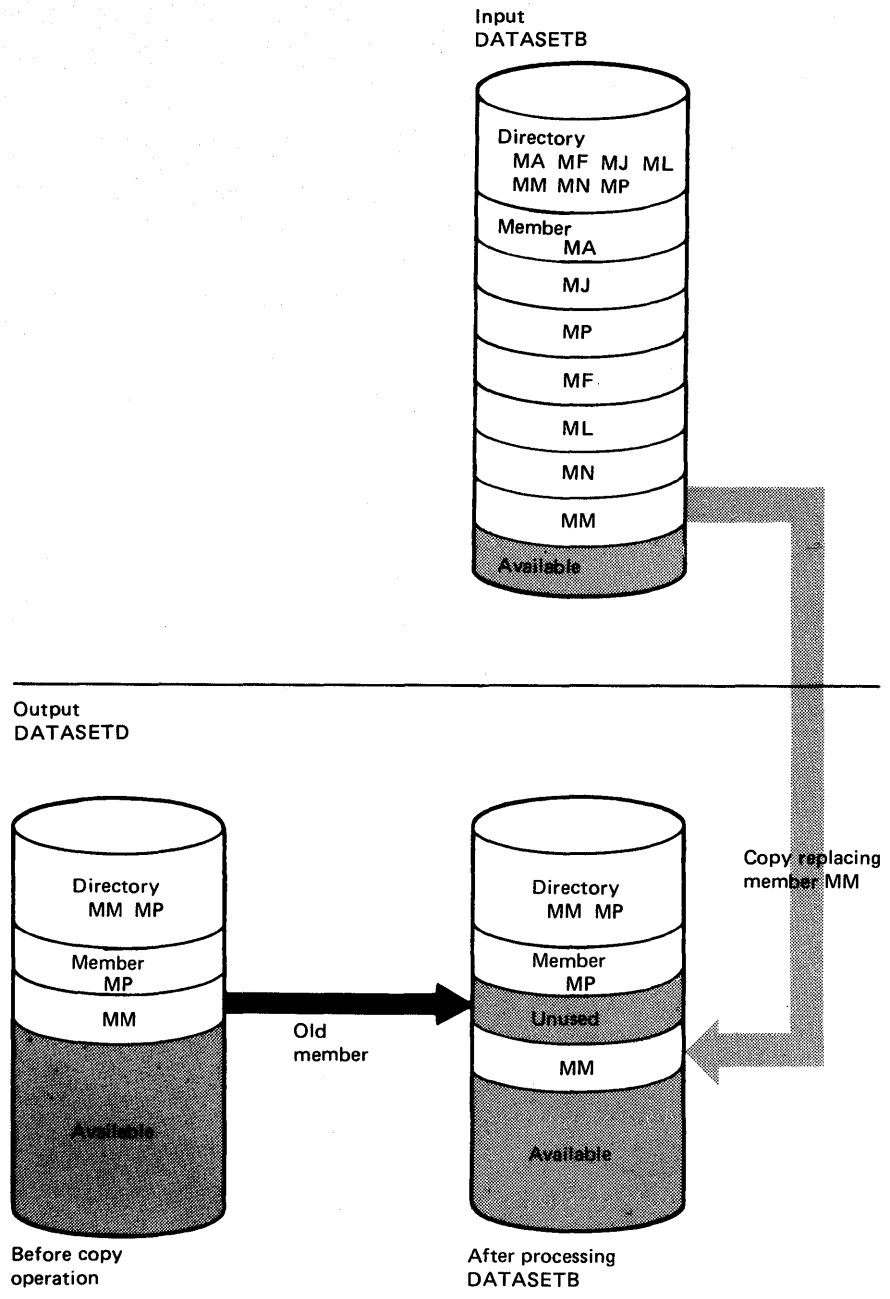 Input
DATASETB
Directory
MA MF MJ ML
MM MN MP
Member
MA
MJ
MP
MF
ML
MN
MM
Available
Output
DATASETD
Directory
MM MP
Member
MP
MM
Available
Before copy
operation
Old
member
Directory
MM MP
Member
MP
Unused
MM
Available
After processing
DATASETB
Copy replacing
member MM